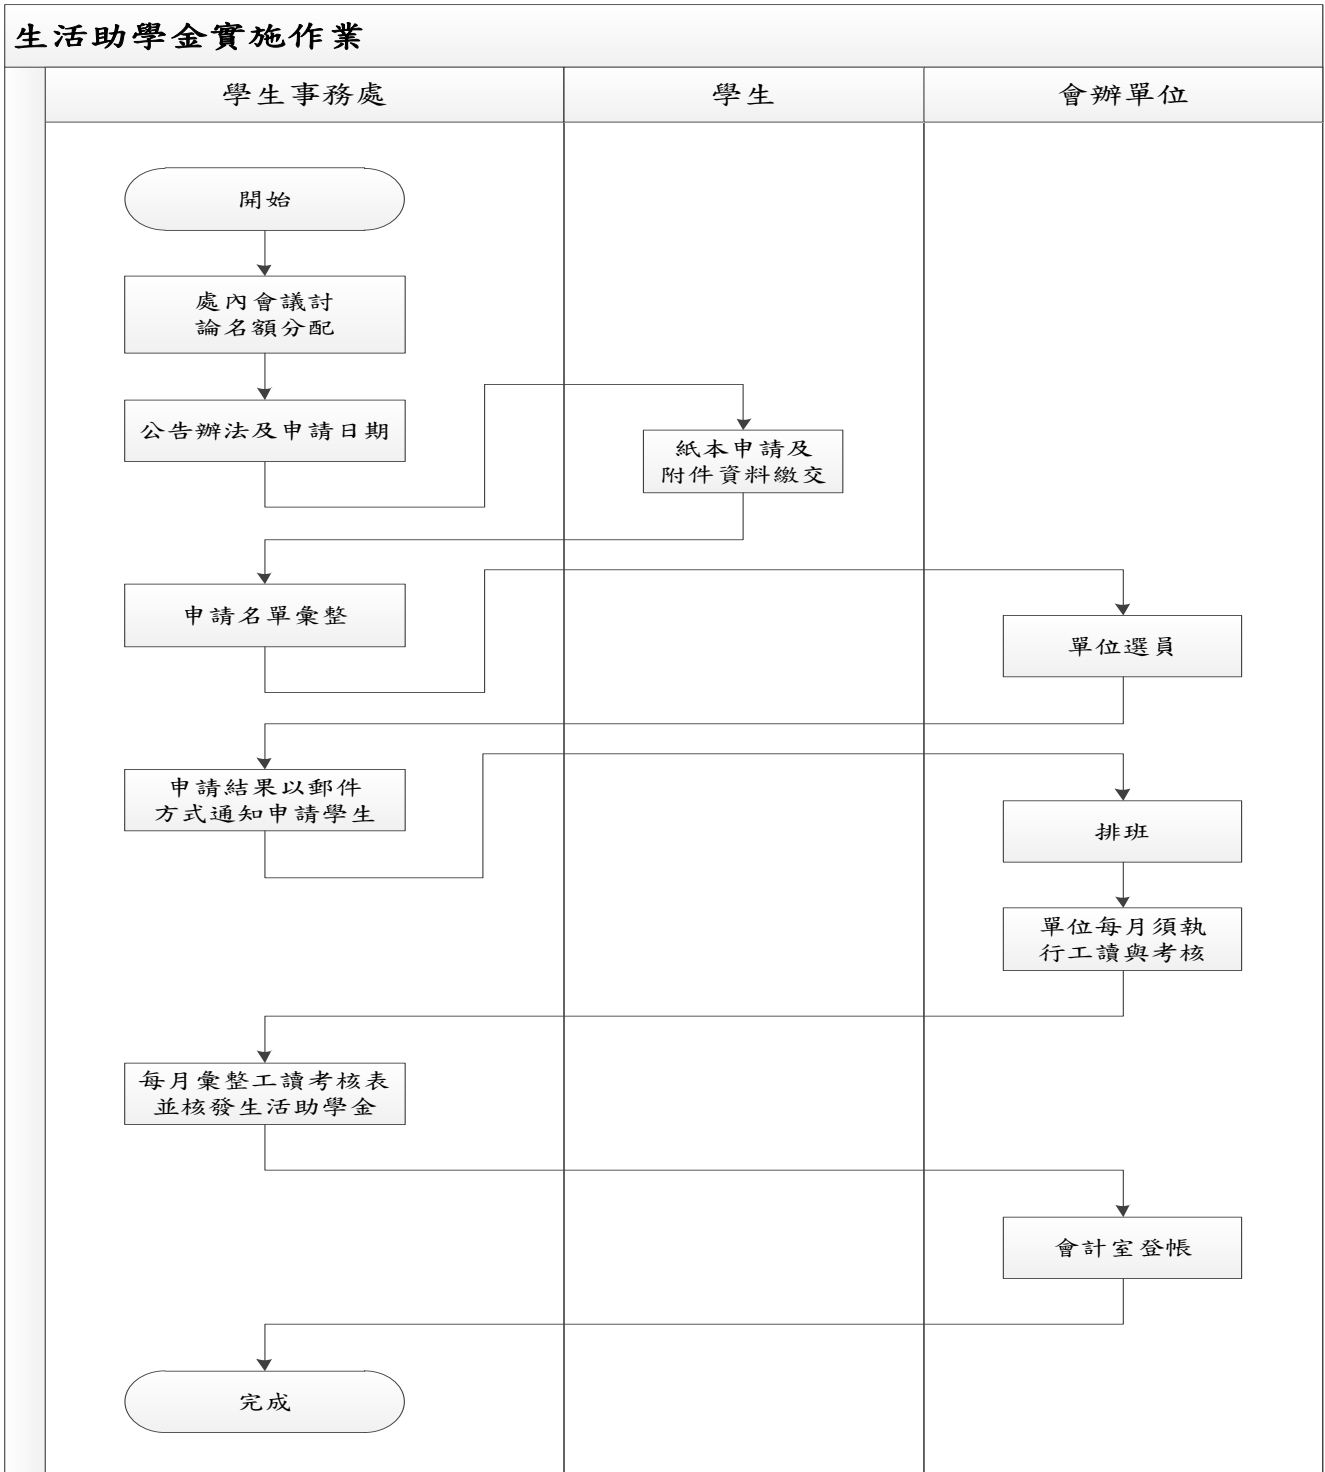 生活助學金實施作業
學生事務處
學生
會辦單位
開始
處內會議討
論名額分配
公告辦法及申請日期
紙本申請及
附件資料繳交
申請名單彙整
單位選員
申請結果以郵件
方式通知申請學生
排班
單位每月須執
行工讀與考核
每月彙整工讀考核表
並核發生活助學金
會計室登帳
完成